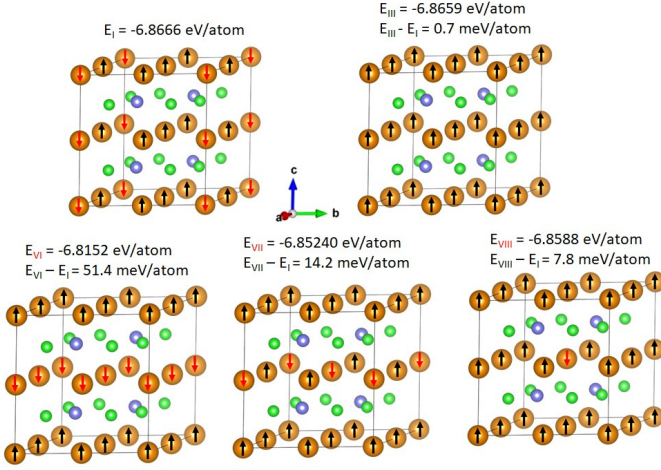 E_I = -6.8666 eV/atom
E_III = -6.8659 eV/atom
E_III - E_I = 0.7 meV/atom
c
a
b
E_VI = -6.8152 eV/atom
E_VI – E_I = 51.4 meV/atom
E_VII = -6.85240 eV/atom
E_VII – E_I = 14.2 meV/atom
E_VIII = -6.8588 eV/atom
E_VIII – E_I = 7.8 meV/atom